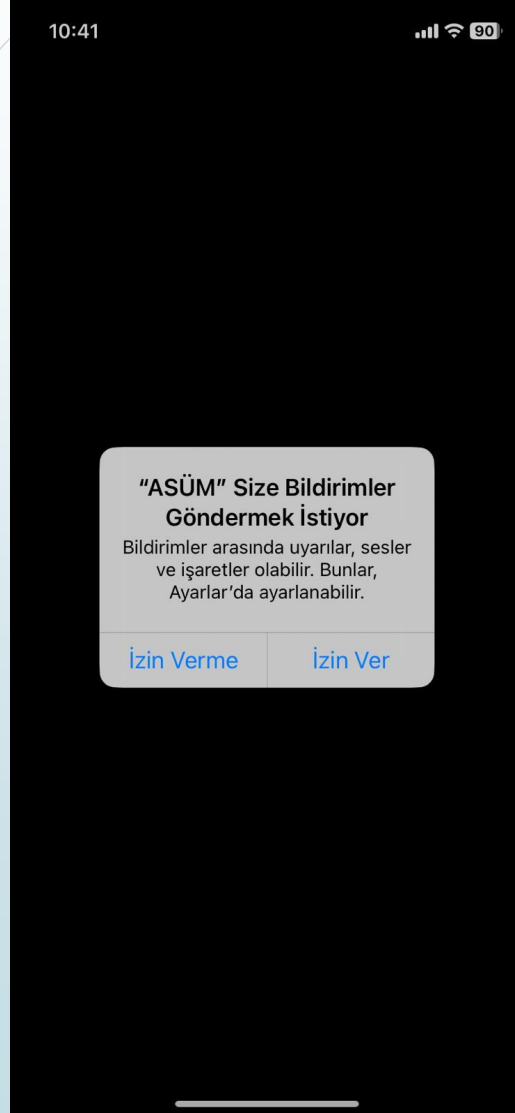 10:41
90
“ASÜM” Size Bildirimler
Göndermek İstiyor
Bildirimler arasında uyarılar, sesler
ve işaretler olabilir. Bunlar,
Ayarlar’da ayarlanabilir.
İzin Verme
İzin Ver